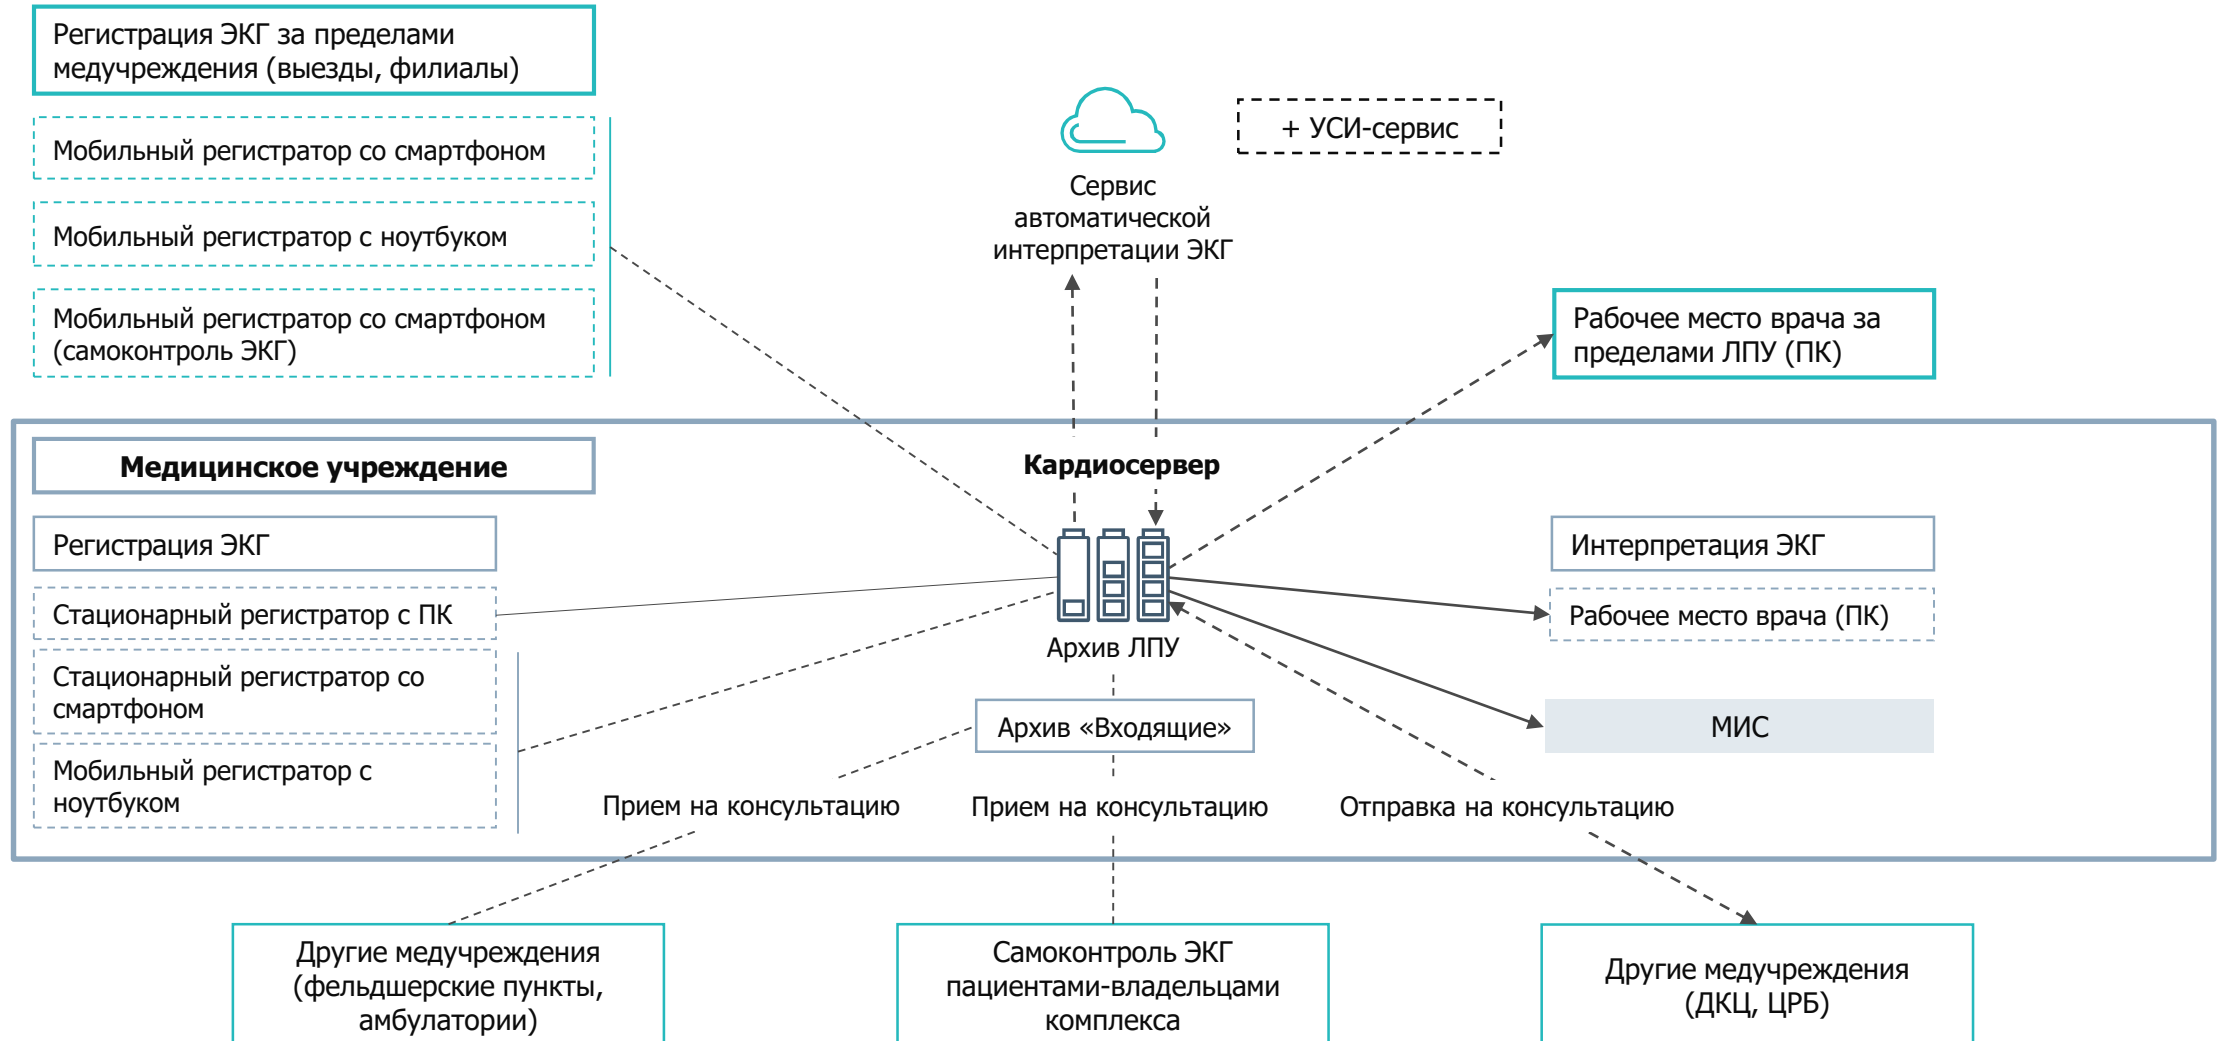 Регистрация ЭКГ за пределами
медучреждения (выезды, филиалы)
Мобильный регистратор со смартфоном
Мобильный регистратор с ноутбуком
Мобильный регистратор со смартфоном
(самоконтроль ЭКГ)
+ УСИ-сервис
Сервис
автоматической
интерпретации ЭКГ
Рабочее место врача за
пределами ЛПУ (ПК)
Медицинское учреждение
Кардиосервер
Регистрация ЭКГ
Стационарный регистратор с ПК
Стационарный регистратор со
смартфоном
Мобильный регистратор с
ноутбуком
Архив ЛПУ
Архив «Входящие»
Интерпретация ЭКГ
Рабочее место врача (ПК)
МИС
Прием на консультацию
Прием на консультацию
Отправка на консультацию
Другие медучреждения
(фельдшерские пункты,
амбулатории)
Самоконтроль ЭКГ
пациентами-владельцами
комплекса
Другие медучреждения
(ДКЦ, ЦРБ)